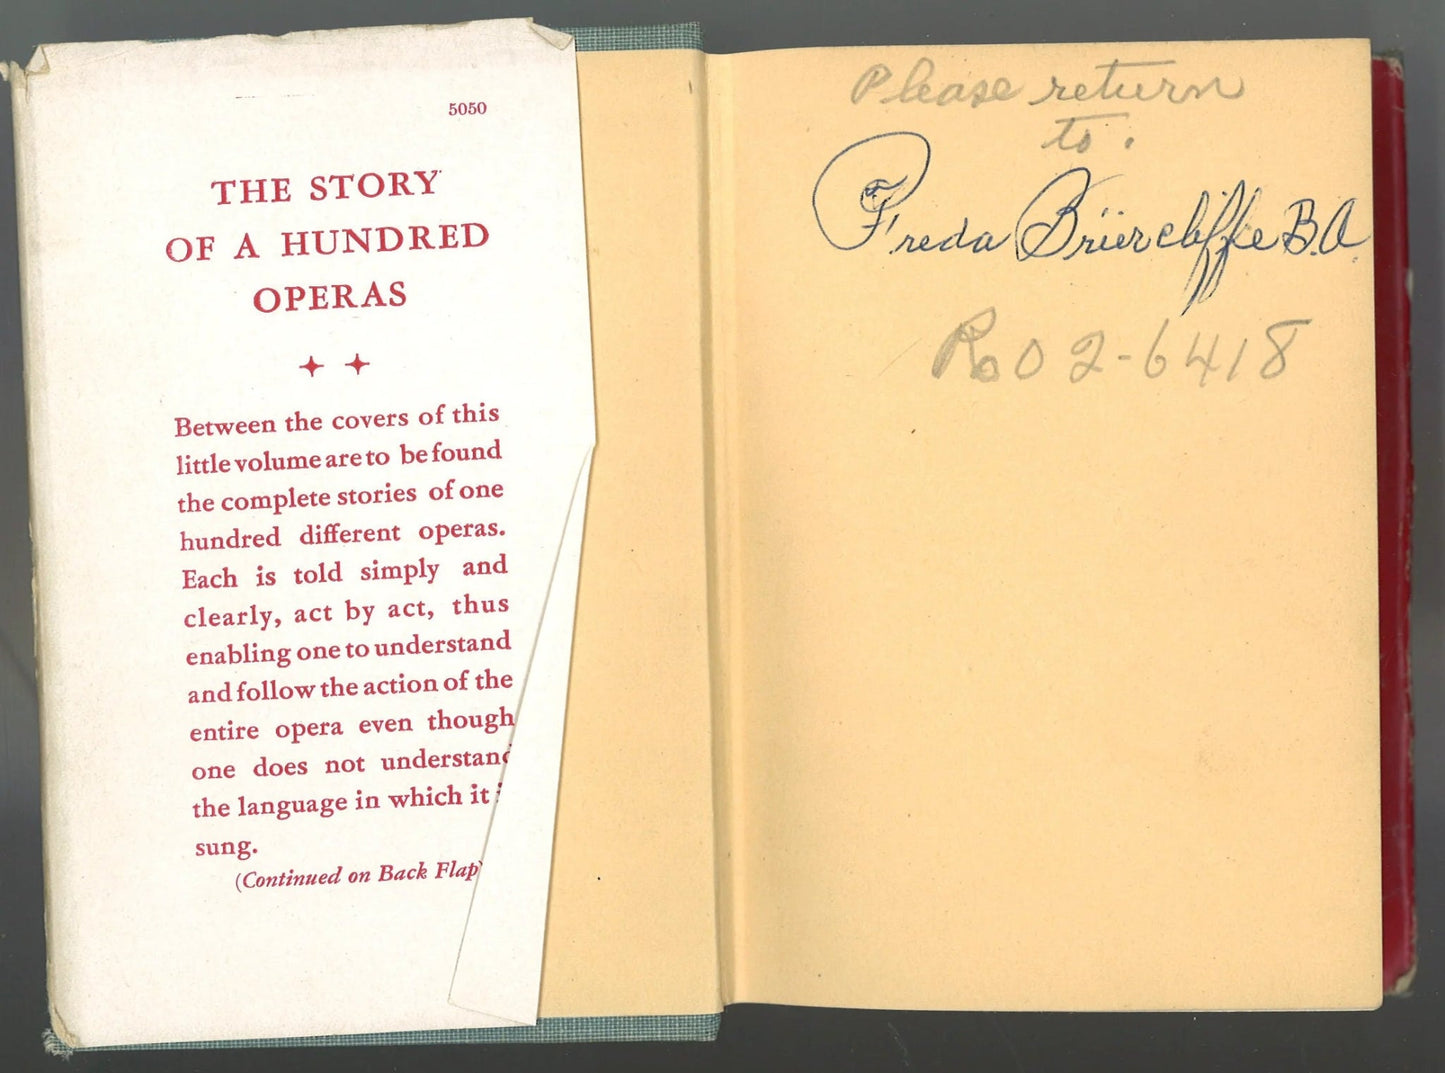 5050
THE STORY
OF A HUNDRED
OPERAS
Between the covers of this
little volume are to be found
the complete stories of one
hundred different operas.
Each is told simply and
clearly, act by act, thus
enabling one to understand
and follow the action of the
entire opera even though
one does not understand
the language in which it i
sung.
(Continued on Back Flap)
Please return
to.
Freda Briercliffe B.A.
Ro 02-6418